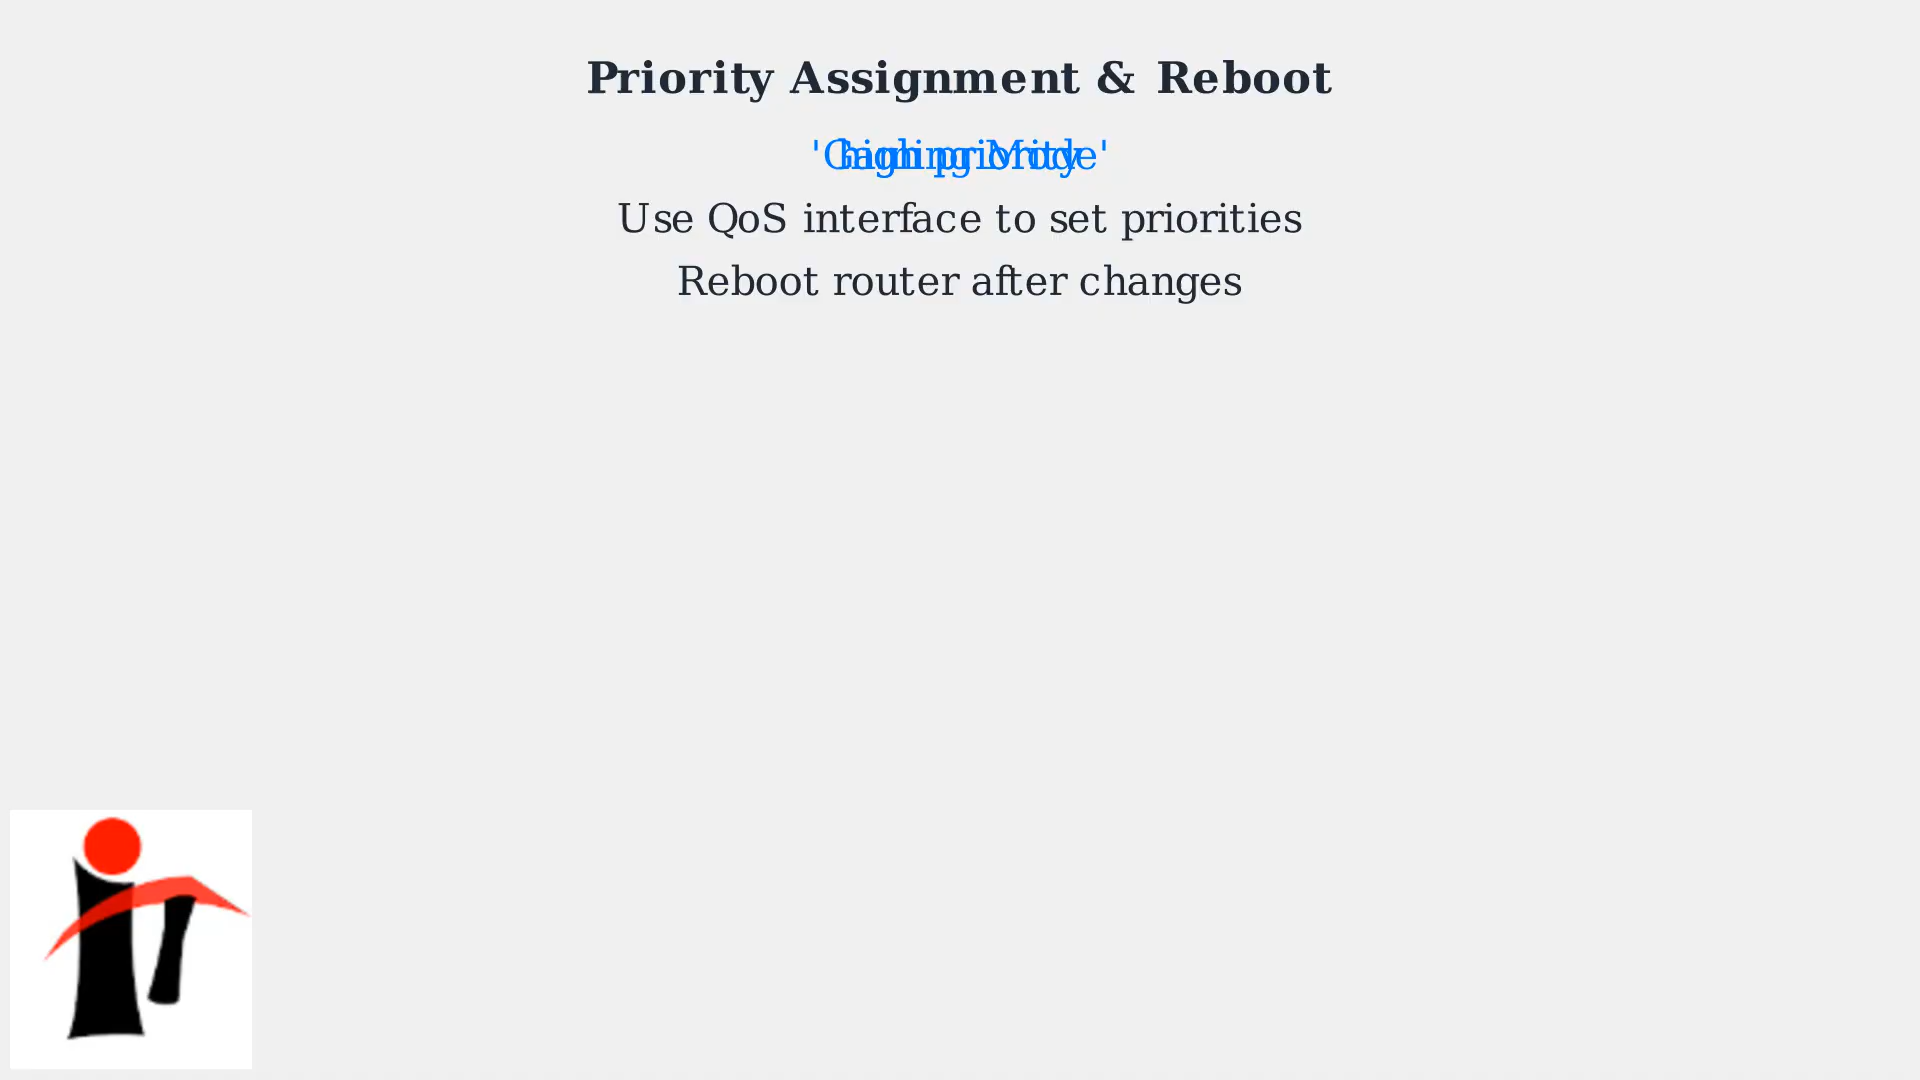 Priority Assignment & Reboot
'Gaming Mode'
high priority
Use QoS interface to set priorities
Reboot router after changes